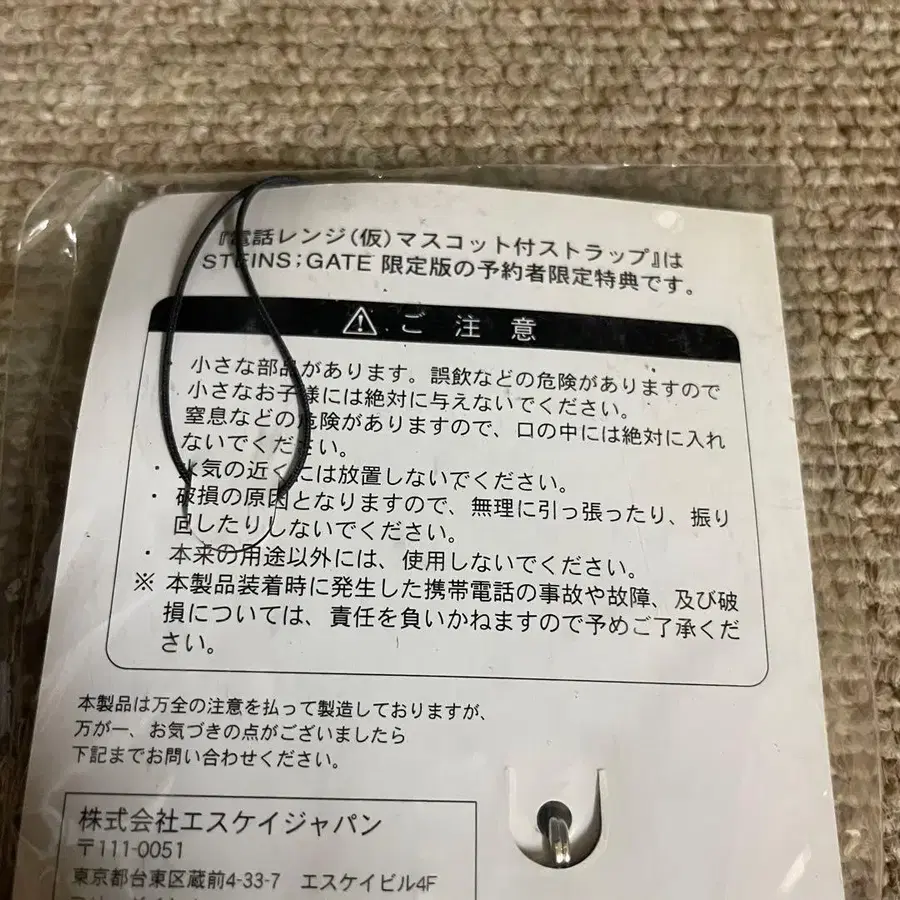 『電話レンジ(仮)マスコット付ストラップ』は
STEINS;GATE 限定版の予約者限定特典です。
⚠ ご注意
・ 小さな部品があります。誤飲などの危険がありますので
小さなお子様には絶対に与えないでください。
窒息などの危険がありますので、口の中には絶対に入れ
ないでください。
・ 火気の近くには放置しないでください。
・ 破損の原因となりますので、無理に引っ張ったり、振り
回したりしないでください。
・ 本来の用途以外には、使用しないでください。
※ 本製品装着時に発生した携帯電話の事故や故障、及び破
損については、責任を負いかねますので予めご了承くだ
さい。
本製品は万全の注意を払って製造しておりますが、
万が一、お気づきの点がございましたら
下記までお問い合わせください。
株式会社エスケイジャパン
〒111-0051
東京都台東区蔵前4-33-7 エスケイビル4F